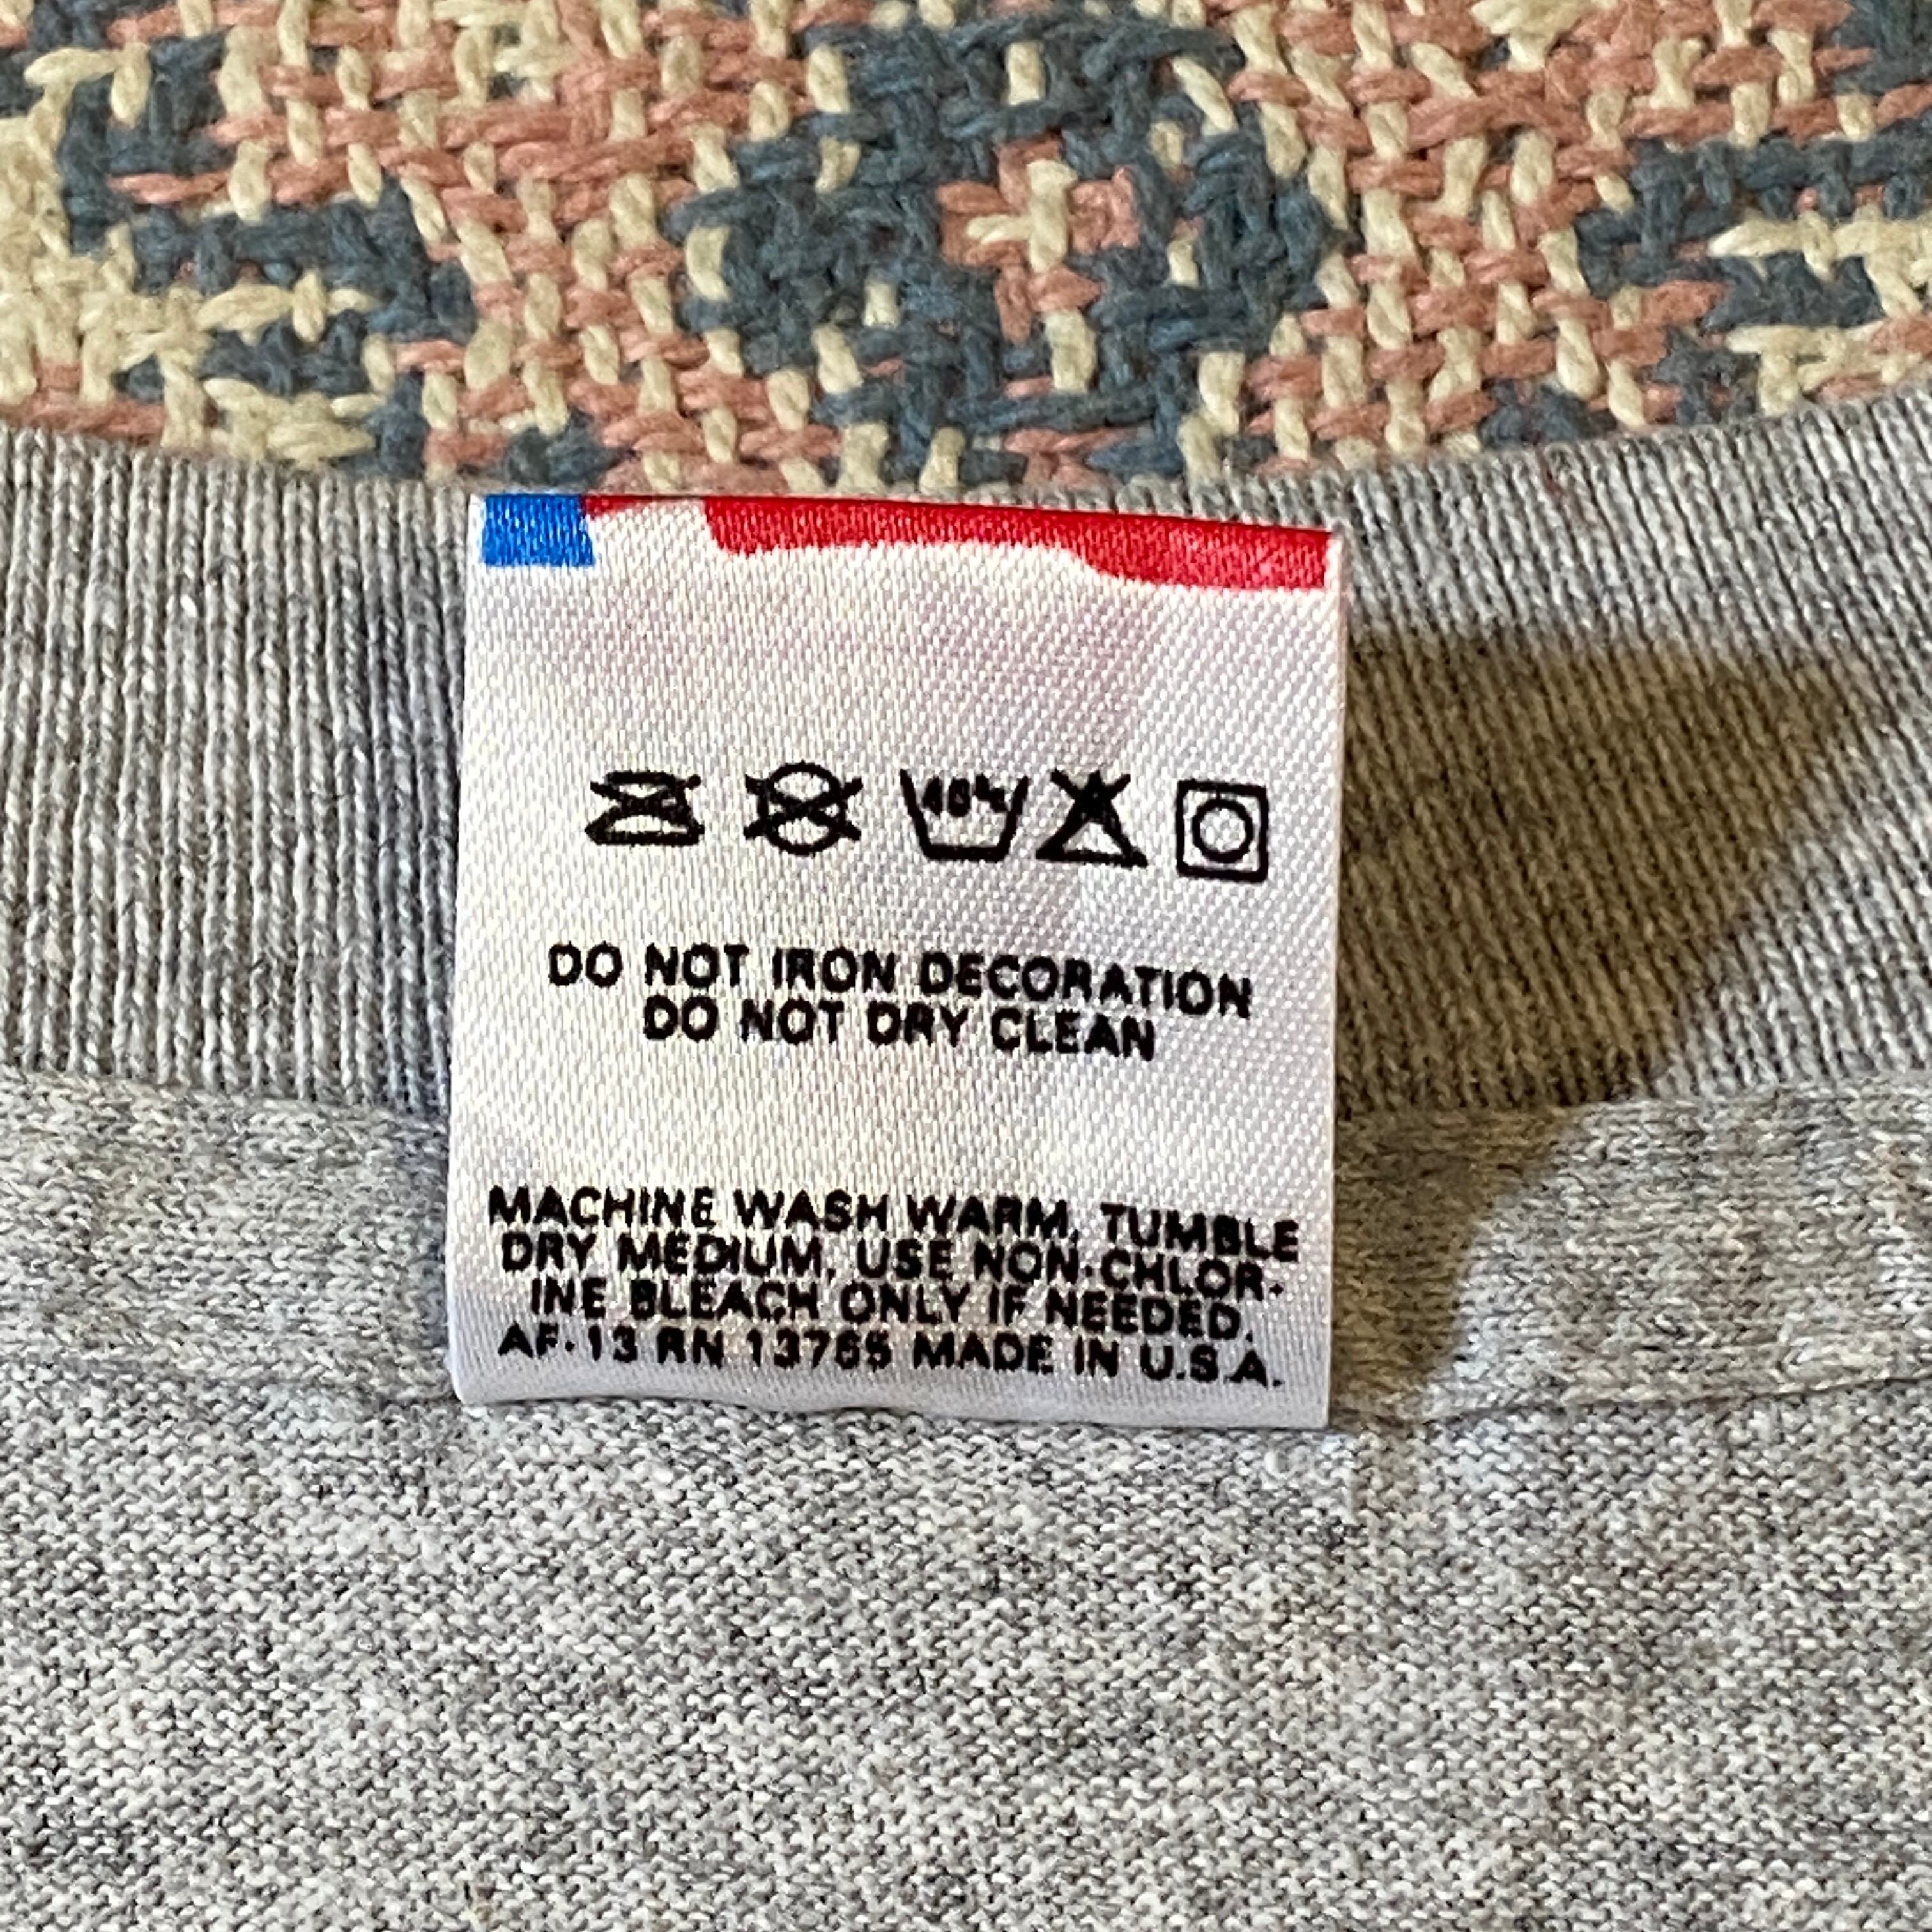 40°c
DO NOT IRON DECORATION
DO NOT DRY CLEAN
MACHINE WASH WARM, TUMBLE
DRY MEDIUM, USE NON-CHLOR-
INE BLEACH ONLY IF NEEDED.
AF-13 RN 13765 MADE IN U.S.A.